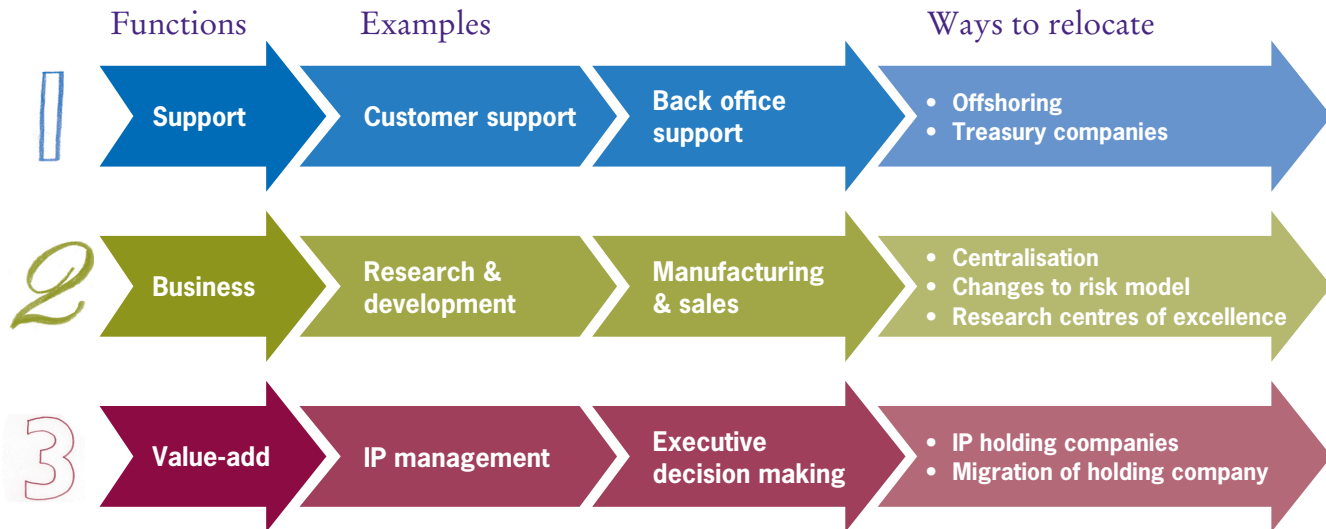 Functions
Examples
Ways to relocate
1
Support
Customer support
Back office
support
• Offshoring
• Treasury companies
2
Business
Research &
development
Manufacturing
& sales
• Centralisation
• Changes to risk model
• Research centres of excellence
3
Value-add
IP management
Executive
decision making
• IP holding companies
• Migration of holding company